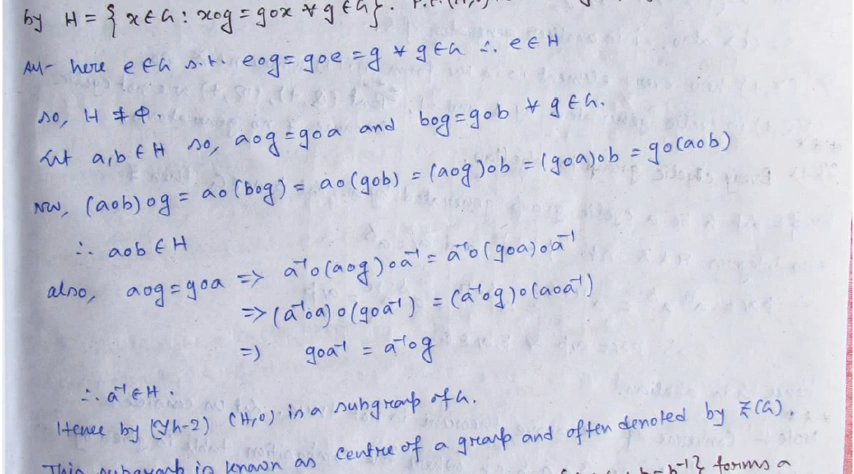 by H = { x ∈ G : xog = gox ∀ g ∈ G }.
Ans- here e ∈ G s.t. eog = goe = g ∀ g ∈ G ∴ e ∈ H
so, H ≠ Φ.
Let a,b ∈ H so, aog = goa and bog = gob ∀ g ∈ G.
Now, (aob)og = ao(bog) = ao(gob) = (aog)ob = (goa)ob = go(aob)
∴ aob ∈ H
also, aog = goa => a⁻¹o(aog)oa⁻¹ = a⁻¹o(goa)oa⁻¹
=> (a⁻¹oa)o(goa⁻¹) = (a⁻¹og)o(aoa⁻¹)
=> goa⁻¹ = a⁻¹og
∴ a⁻¹ ∈ H.
Hence by (Th-2) (H,o) is a subgroup of G.
This subgroup is known as centre of a group and often denoted by Z(G).
b⁻¹} forms a